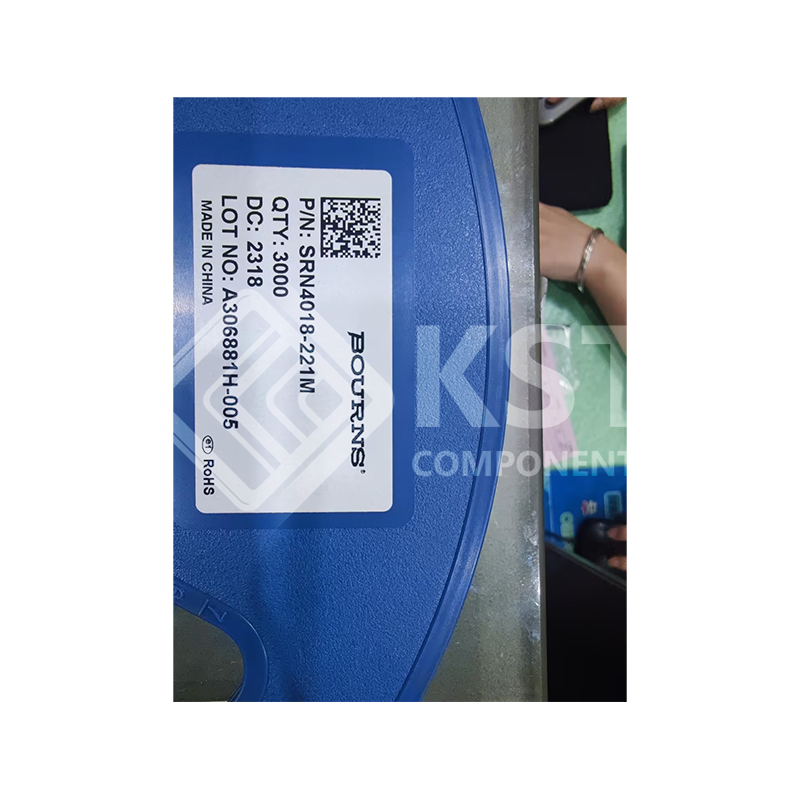 BOURNS®
P/N: SRN4018-221M
QTY: 3000
DC: 2318
LOT NO: A306881H-005
MADE IN CHINA
e1 RoHS
KST
COMPONENT